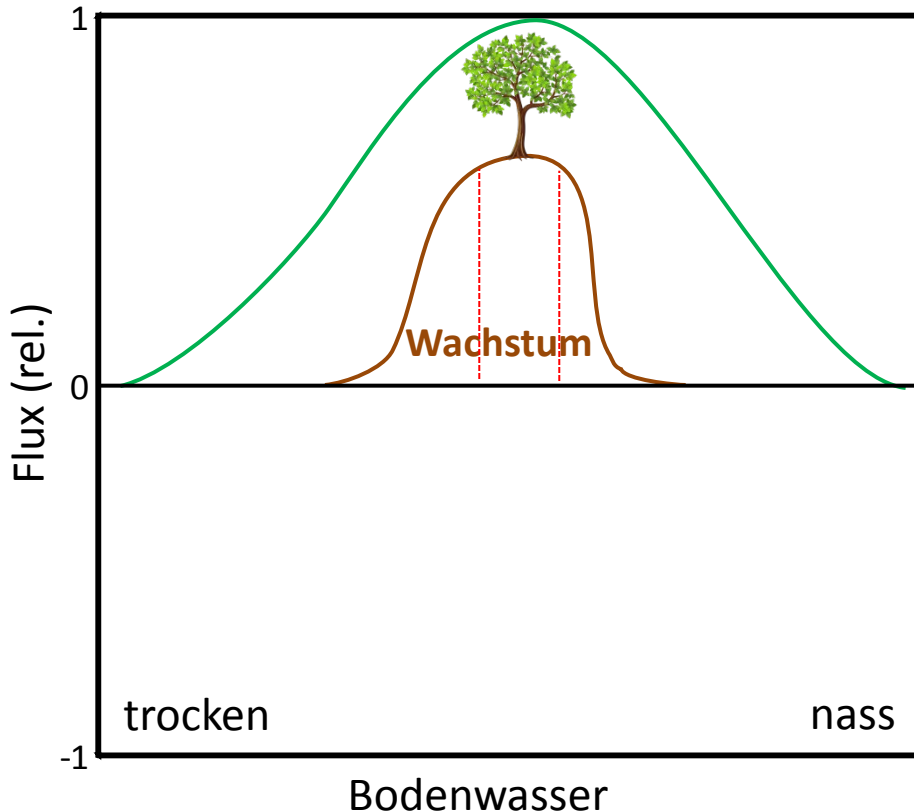 1
Wachstum
Flux (rel.)
0
trocken
nass
-1
Bodenwasser